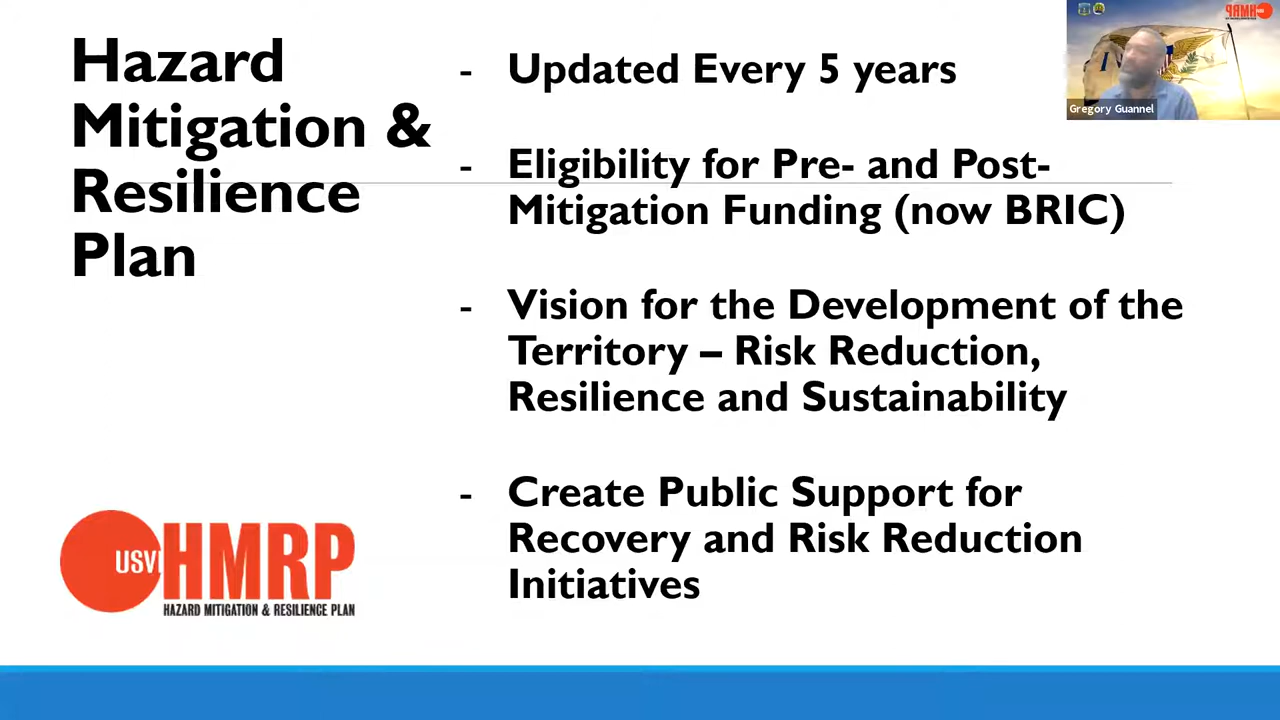 Hazard
Mitigation &
Resilience
Plan
- Updated Every 5 years
- Eligibility for Pre- and Post-
Mitigation Funding (now BRIC)
- Vision for the Development of the
Territory – Risk Reduction,
Resilience and Sustainability
- Create Public Support for
Recovery and Risk Reduction
Initiatives
USVI HMRP
HAZARD MITIGATION & RESILIENCE PLAN
HMRP
Gregory Guannel